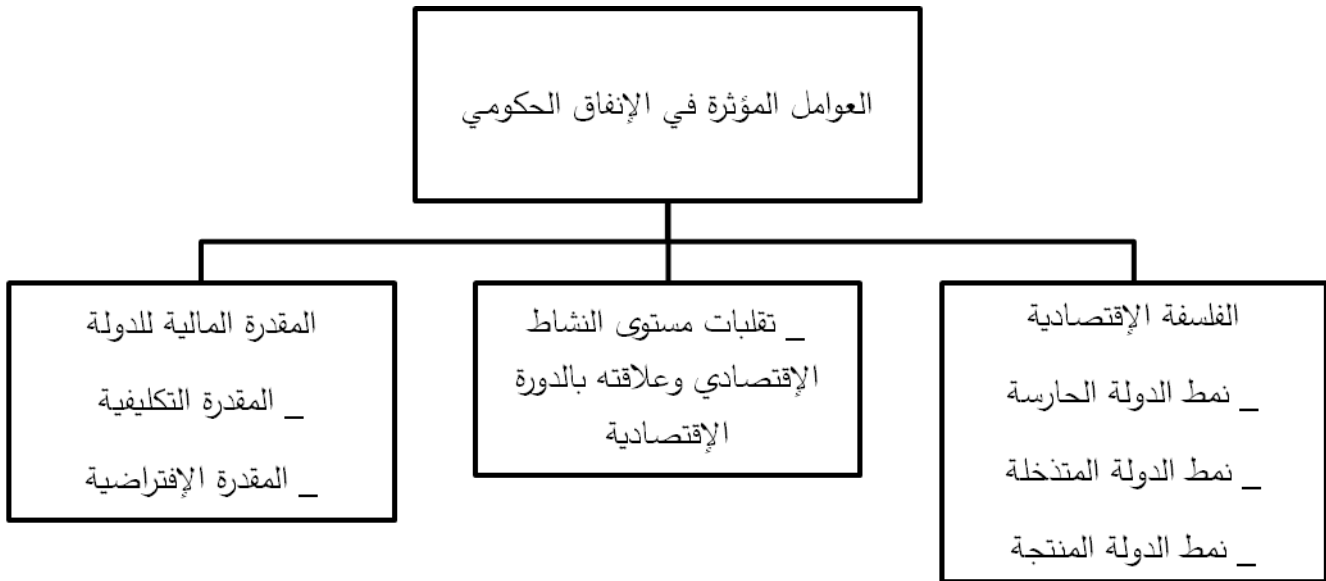 العوامل المؤثرة في الإنفاق الحكومي
الفلسفة الإقتصادية
_ نمط الدولة الحارسة
_ نمط الدولة المتذخلة
_ نمط الدولة المنتجة
_ تقلبات مستوى النشاط
الإقتصادي وعلاقته بالدورة
الإقتصادية
المقدرة المالية للدولة
_ المقدرة التكليفية
_ المقدرة الإفتراضية